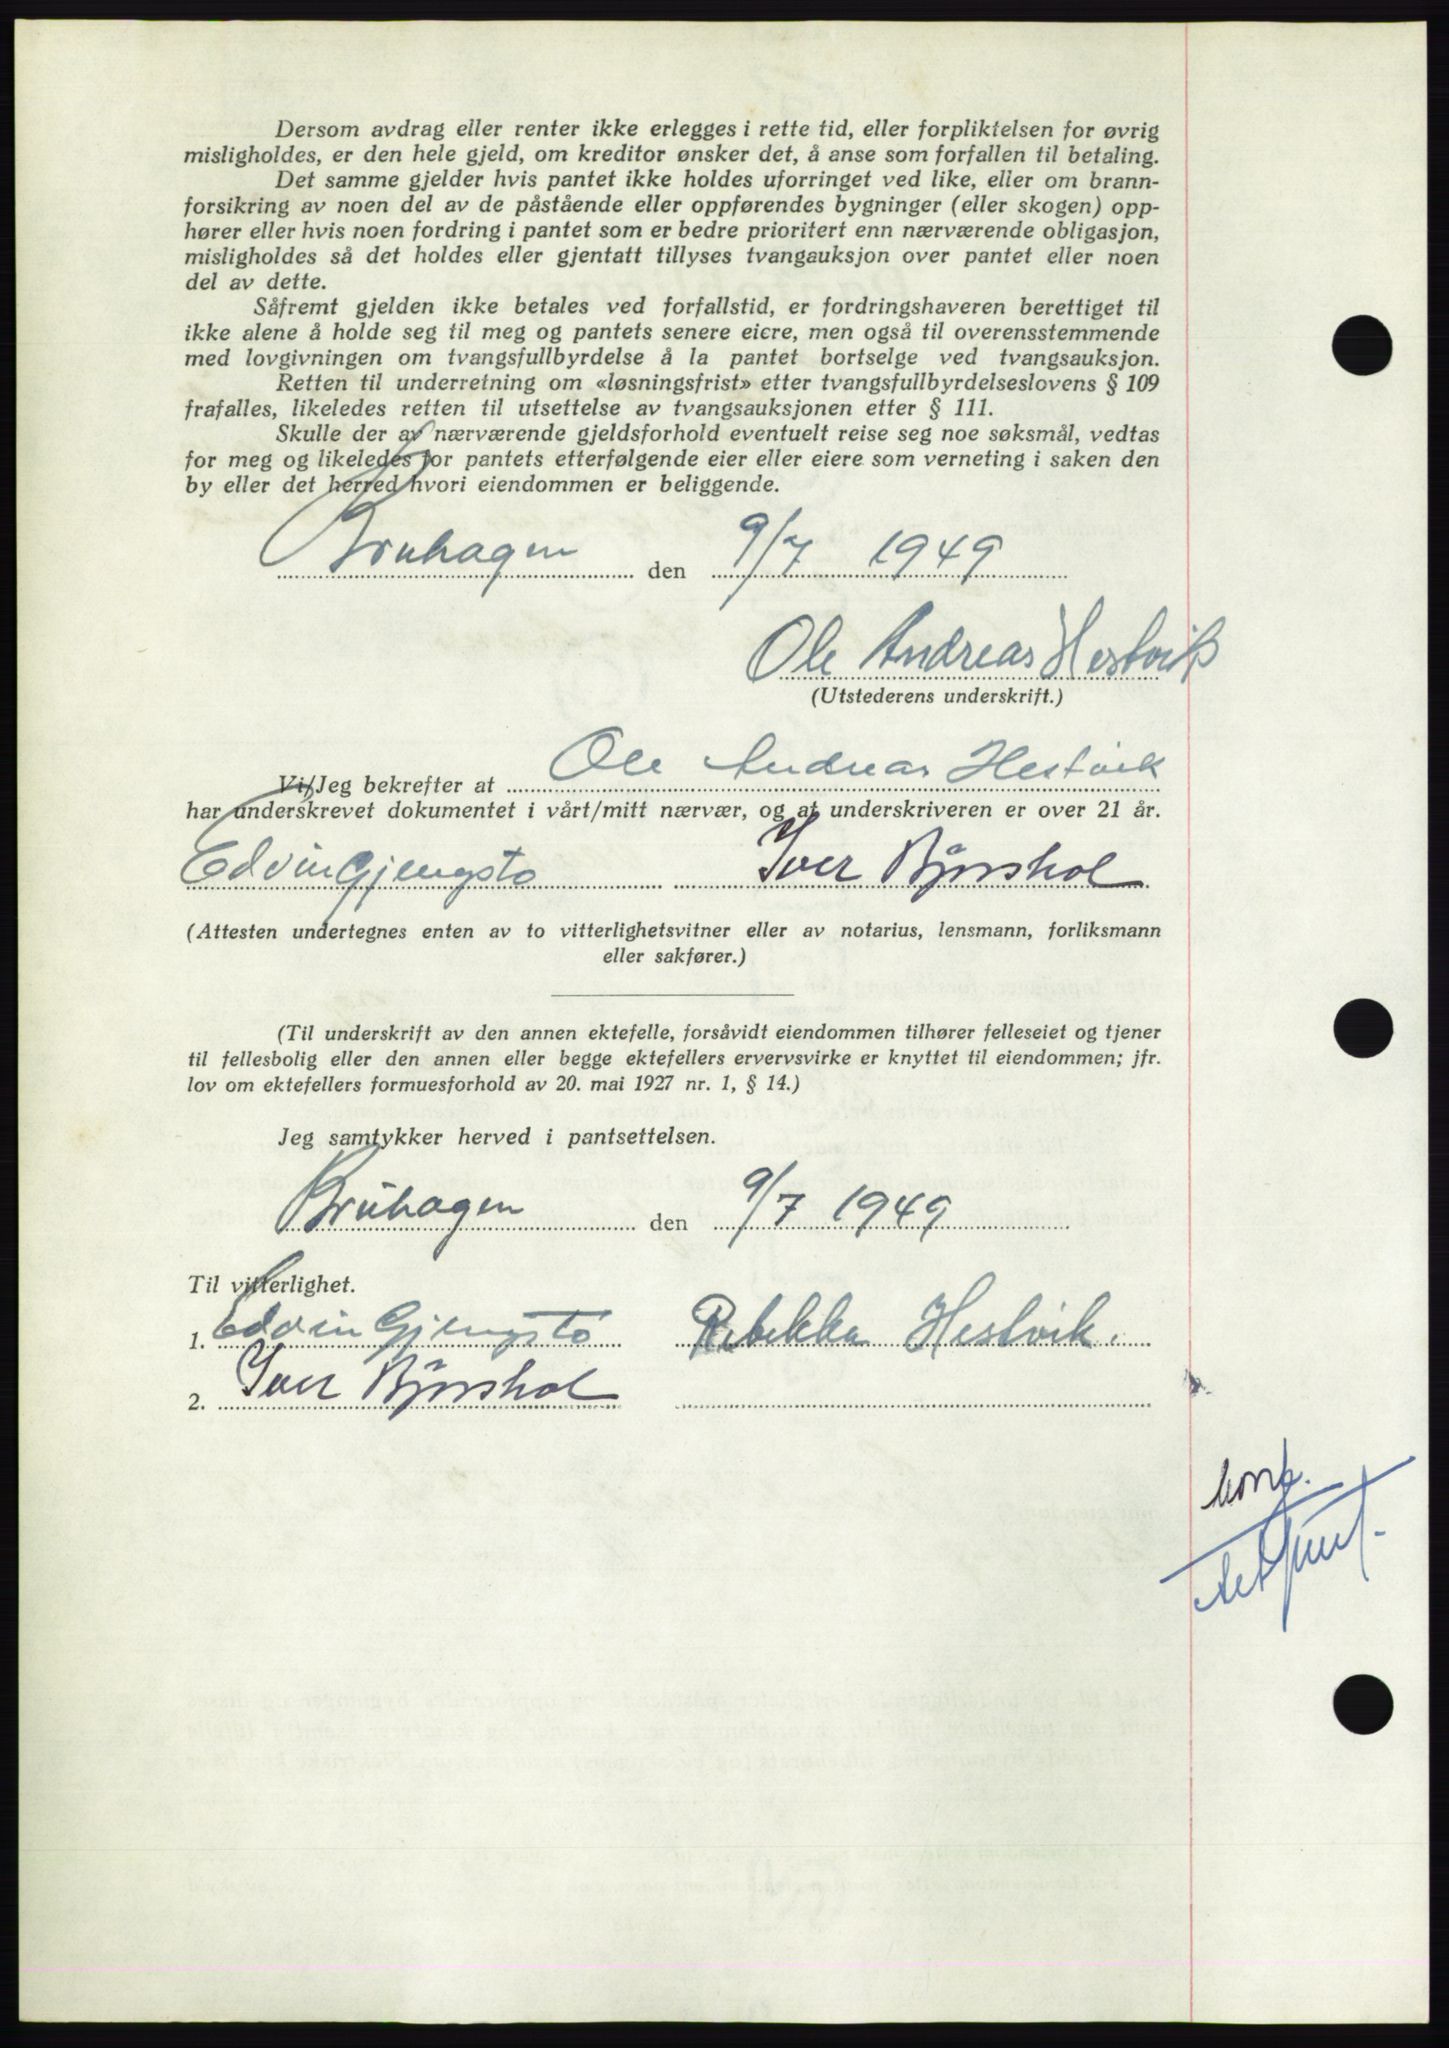 Dersom avdrag eller renter ikke erlegges i rette tid, eller forpliktelsen for øvrig
misligholdes, er den hele gjeld, om kreditor ønsker det, å anse som forfallen til betaling.
Det samme gjelder hvis pantet ikke holdes uforringet ved like, eller om brann-
forsikring av noen del av de påstående eller oppførendes bygninger (eller skogen) opp-
hører eller hvis noen fordring i pantet som er bedre prioritert enn nærværende obligasjon,
misligholdes så det holdes eller gjentatt tillyses tvangauksjon over pantet eller noen
del av dette.
Såfremt gjelden ikke betales ved forfallstid, er fordringshaveren berettiget til
ikke alene å holde seg til meg og pantets senere eiere, men også til overensstemmende
med lovgivningen om tvangsfullbyrdelse å la pantet bortselge ved tvangsauksjon.
Retten til underretning om «løsningsfrist» etter tvangsfullbyrdelseslovens § 109
frafalles, likeledes retten til utsettelse av tvangsauksjonen etter § 111.
Skulle der av nærværende gjeldsforhold eventuelt reise seg noe søksmål, vedtas
for meg og likeledes for pantets etterfølgende eier eller eiere som verneting i saken den
by eller det herred hvori eiendommen er beliggende.
Bruhagen den 9/7 1949
Ole Andreas Hestvik
(Utstederens underskrift.)
Vi/Jeg bekrefter at Ole Andreas Hestvik
har underskrevet dokumentet i vårt/mitt nærvær, og at underskriveren er over 21 år.
Edvin Gjengstø Iver Bjørshol
(Attesten undertegnes enten av to vitterlighetsvitner eller av notarius, lensmann, forliksmann
eller sakfører.)
(Til underskrift av den annen ektefelle, forsåvidt eiendommen tilhører felleseiet og tjener
til fellesbolig eller den annen eller begge ektefellers ervervsvirke er knyttet til eiendommen; jfr.
lov om ektefellers formuesforhold av 20. mai 1927 nr. 1, § 14.)
Jeg samtykker herved i pantsettelsen.
Bruhagen den 9/7 1949
Til vitterlighet.
1. Edvin Gjengstø Rebekka Hestvik.
2. Iver Bjørshol